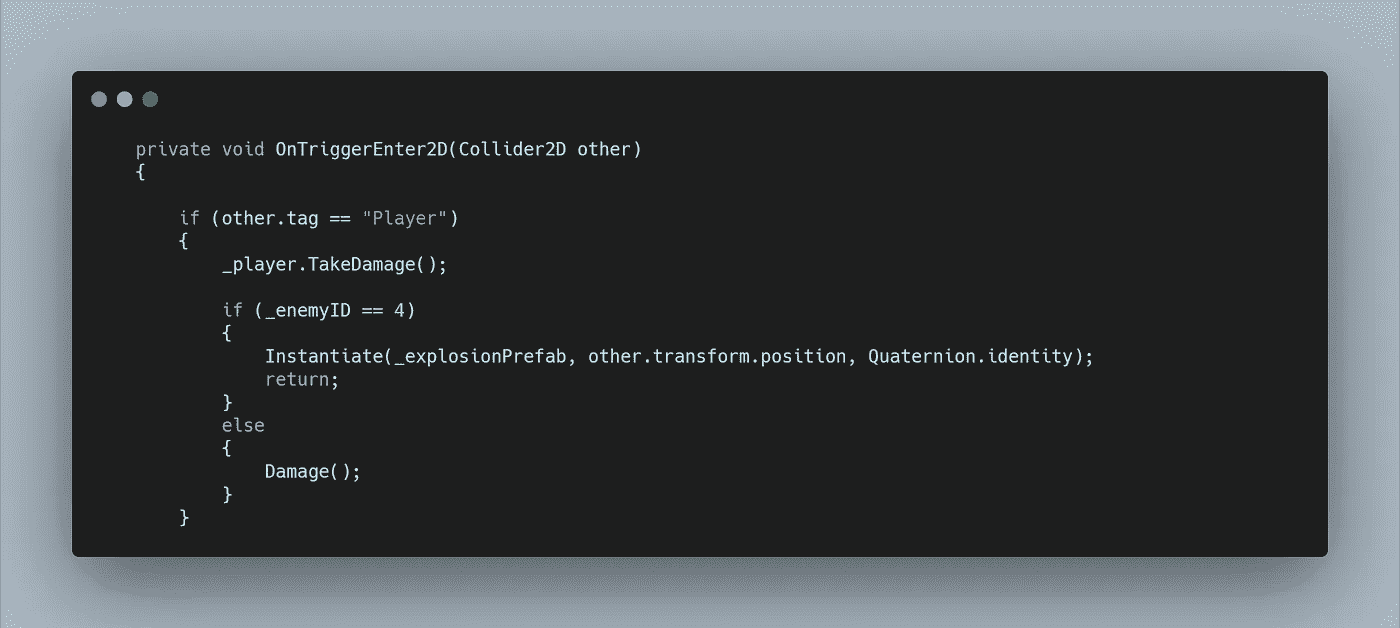 private void OnTriggerEnter2D(Collider2D other)
{
if (other.tag == "Player")
{
_player.TakeDamage();
if (_enemyID == 4)
{
Instantiate(_explosionPrefab, other.transform.position, Quaternion.identity);
return;
}
else
{
Damage();
}
}